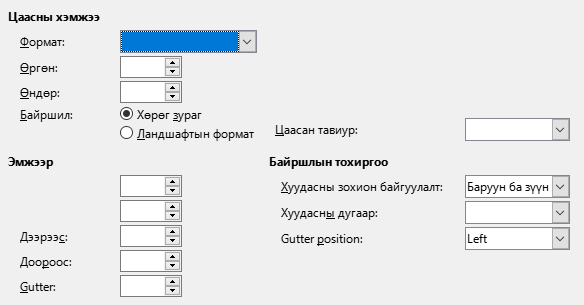 Цаасны хэмжээ
Формат:
Өргөн:
Өндөр:
Байршил:
Хөрөг зураг
Ландшафтын формат
Цаасан тавиур:
Эмжээр
Байршлын тохиргоо
Хуудасны зохион байгуулалт:
Баруун ба зүүн
Хуудасны дугаар:
Дээрээс:
Gutter position:
Left
Доороос:
Gutter: